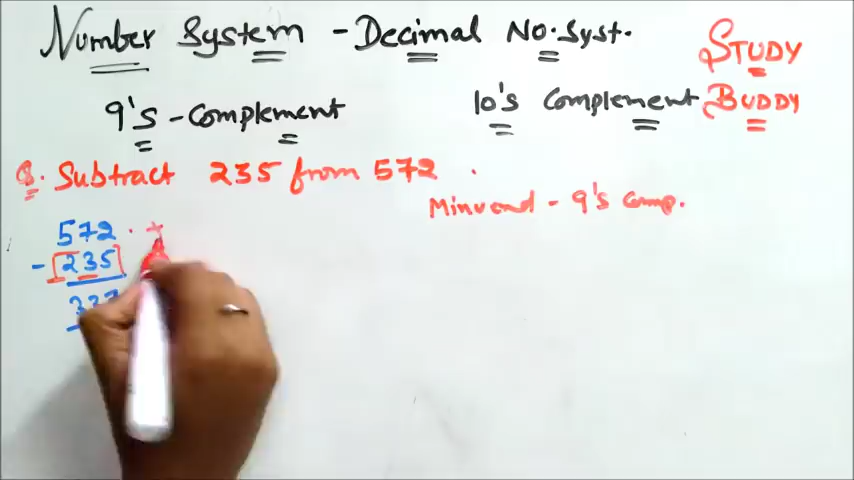 Number System - Decimal No. Syst.
STUDY
BUDDY
9's - Complement
10's Complement
Q. Subtract 235 from 572 .
Minuend - 9's Comp.
572 . +
- [235]